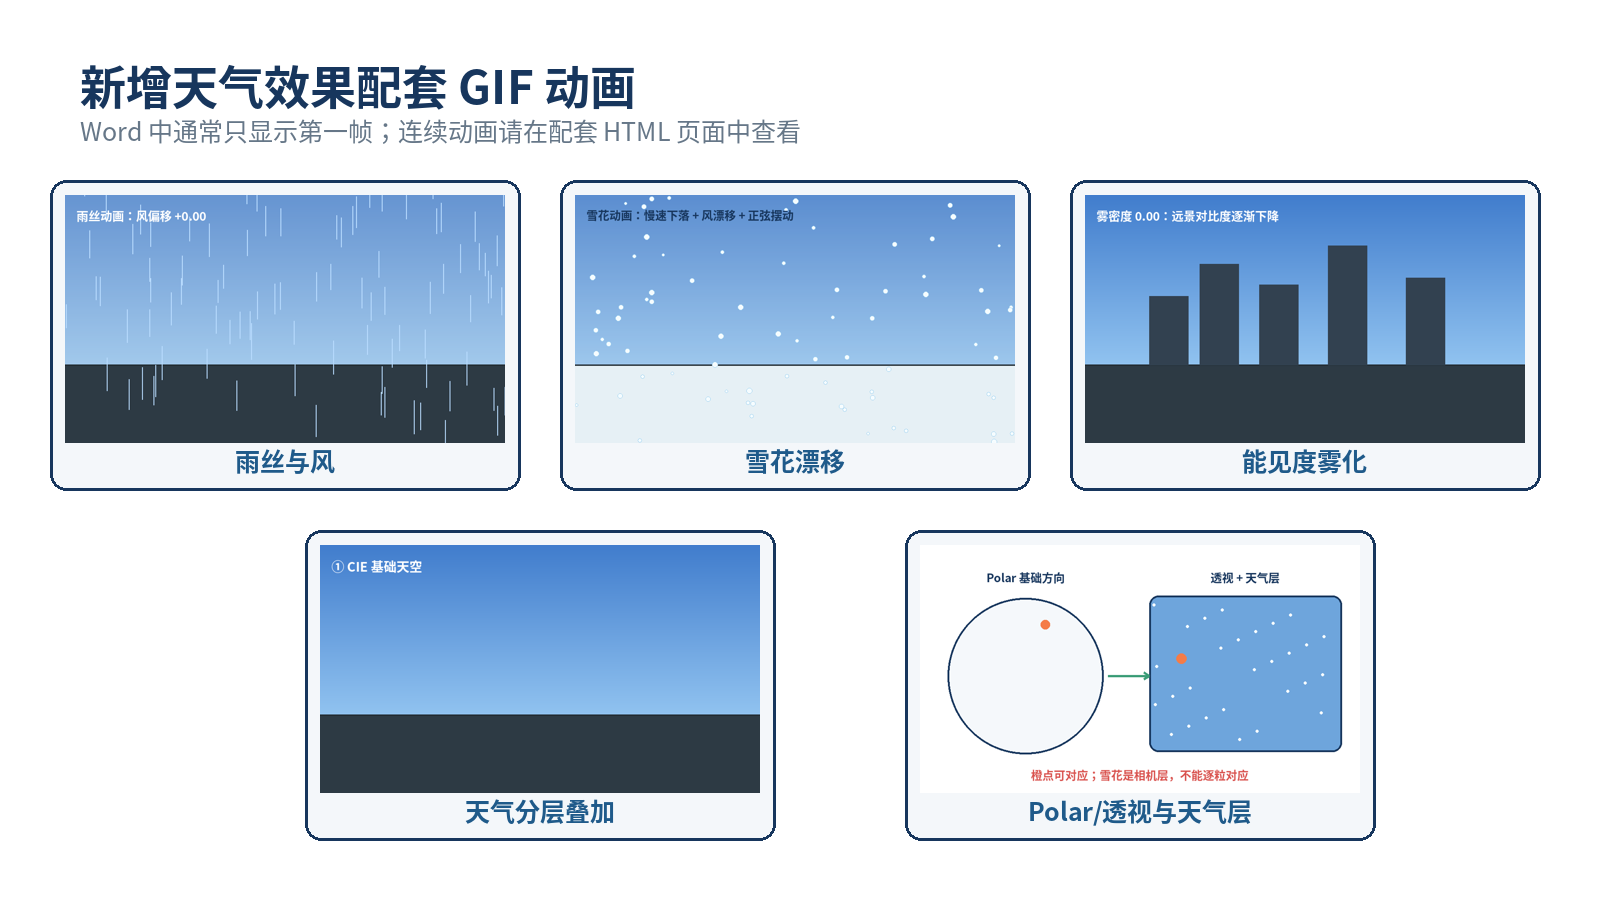 新增天气效果配套 GIF 动画
Word 中通常只显示第一帧；连续动画请在配套 HTML 页面中查看
雨丝动画：风偏移 +0.00
雪花动画：慢速下落 + 风漂移 + 正弦摆动
雾密度 0.00：远景对比度逐渐下降
雨丝与风
雪花漂移
能见度雾化
① CIE 基础天空
Polar 基础方向
透视 + 天气层
橙点可对应；雪花是相机层，不能逐粒对应
天气分层叠加
Polar/透视与天气层